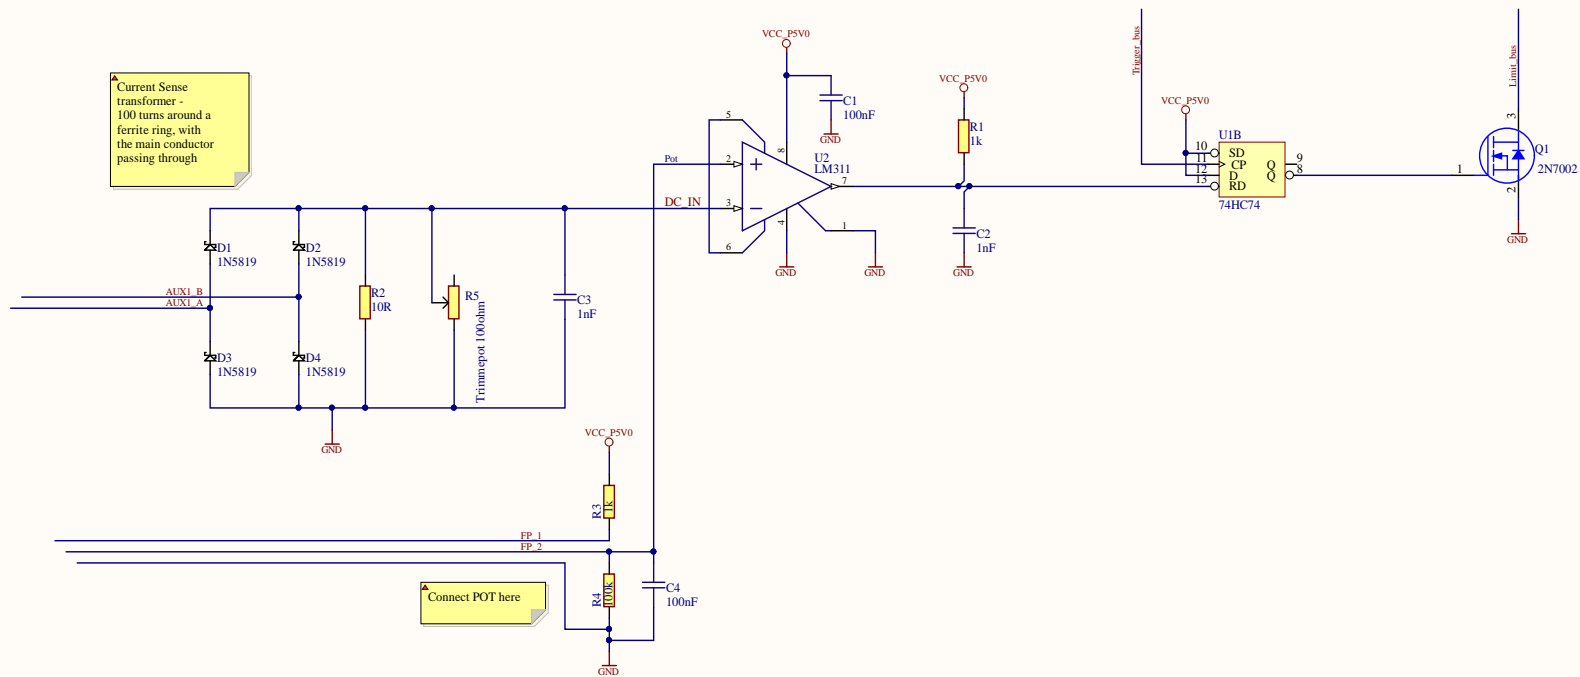 VCC_P5V0
Current Sense
transformer -
100 turns around a
ferrite ring, with
the main conductor
passing through
C1
100nF
GND
VCC_P5V0
R1
1k
Trigger_bus
Limit_bus
VCC_P5V0
U1B
10
11
12
13
SD
CP
D
RD
Q
Q
9
8
74HC74
1
3
2
Q1
2N7002
GND
5
Pot
2
8
U2
LM311
7
DC_IN
3
4
1
6
GND
GND
C2
1nF
GND
D1
1N5819
D2
1N5819
AUX1_B
AUX1_A
R2
10R
R5
Trimmepot 100ohm
C3
1nF
D3
1N5819
D4
1N5819
GND
VCC_P5V0
R3
1k
FP_1
FP_2
R4
100k
C4
100nF
Connect POT here
GND